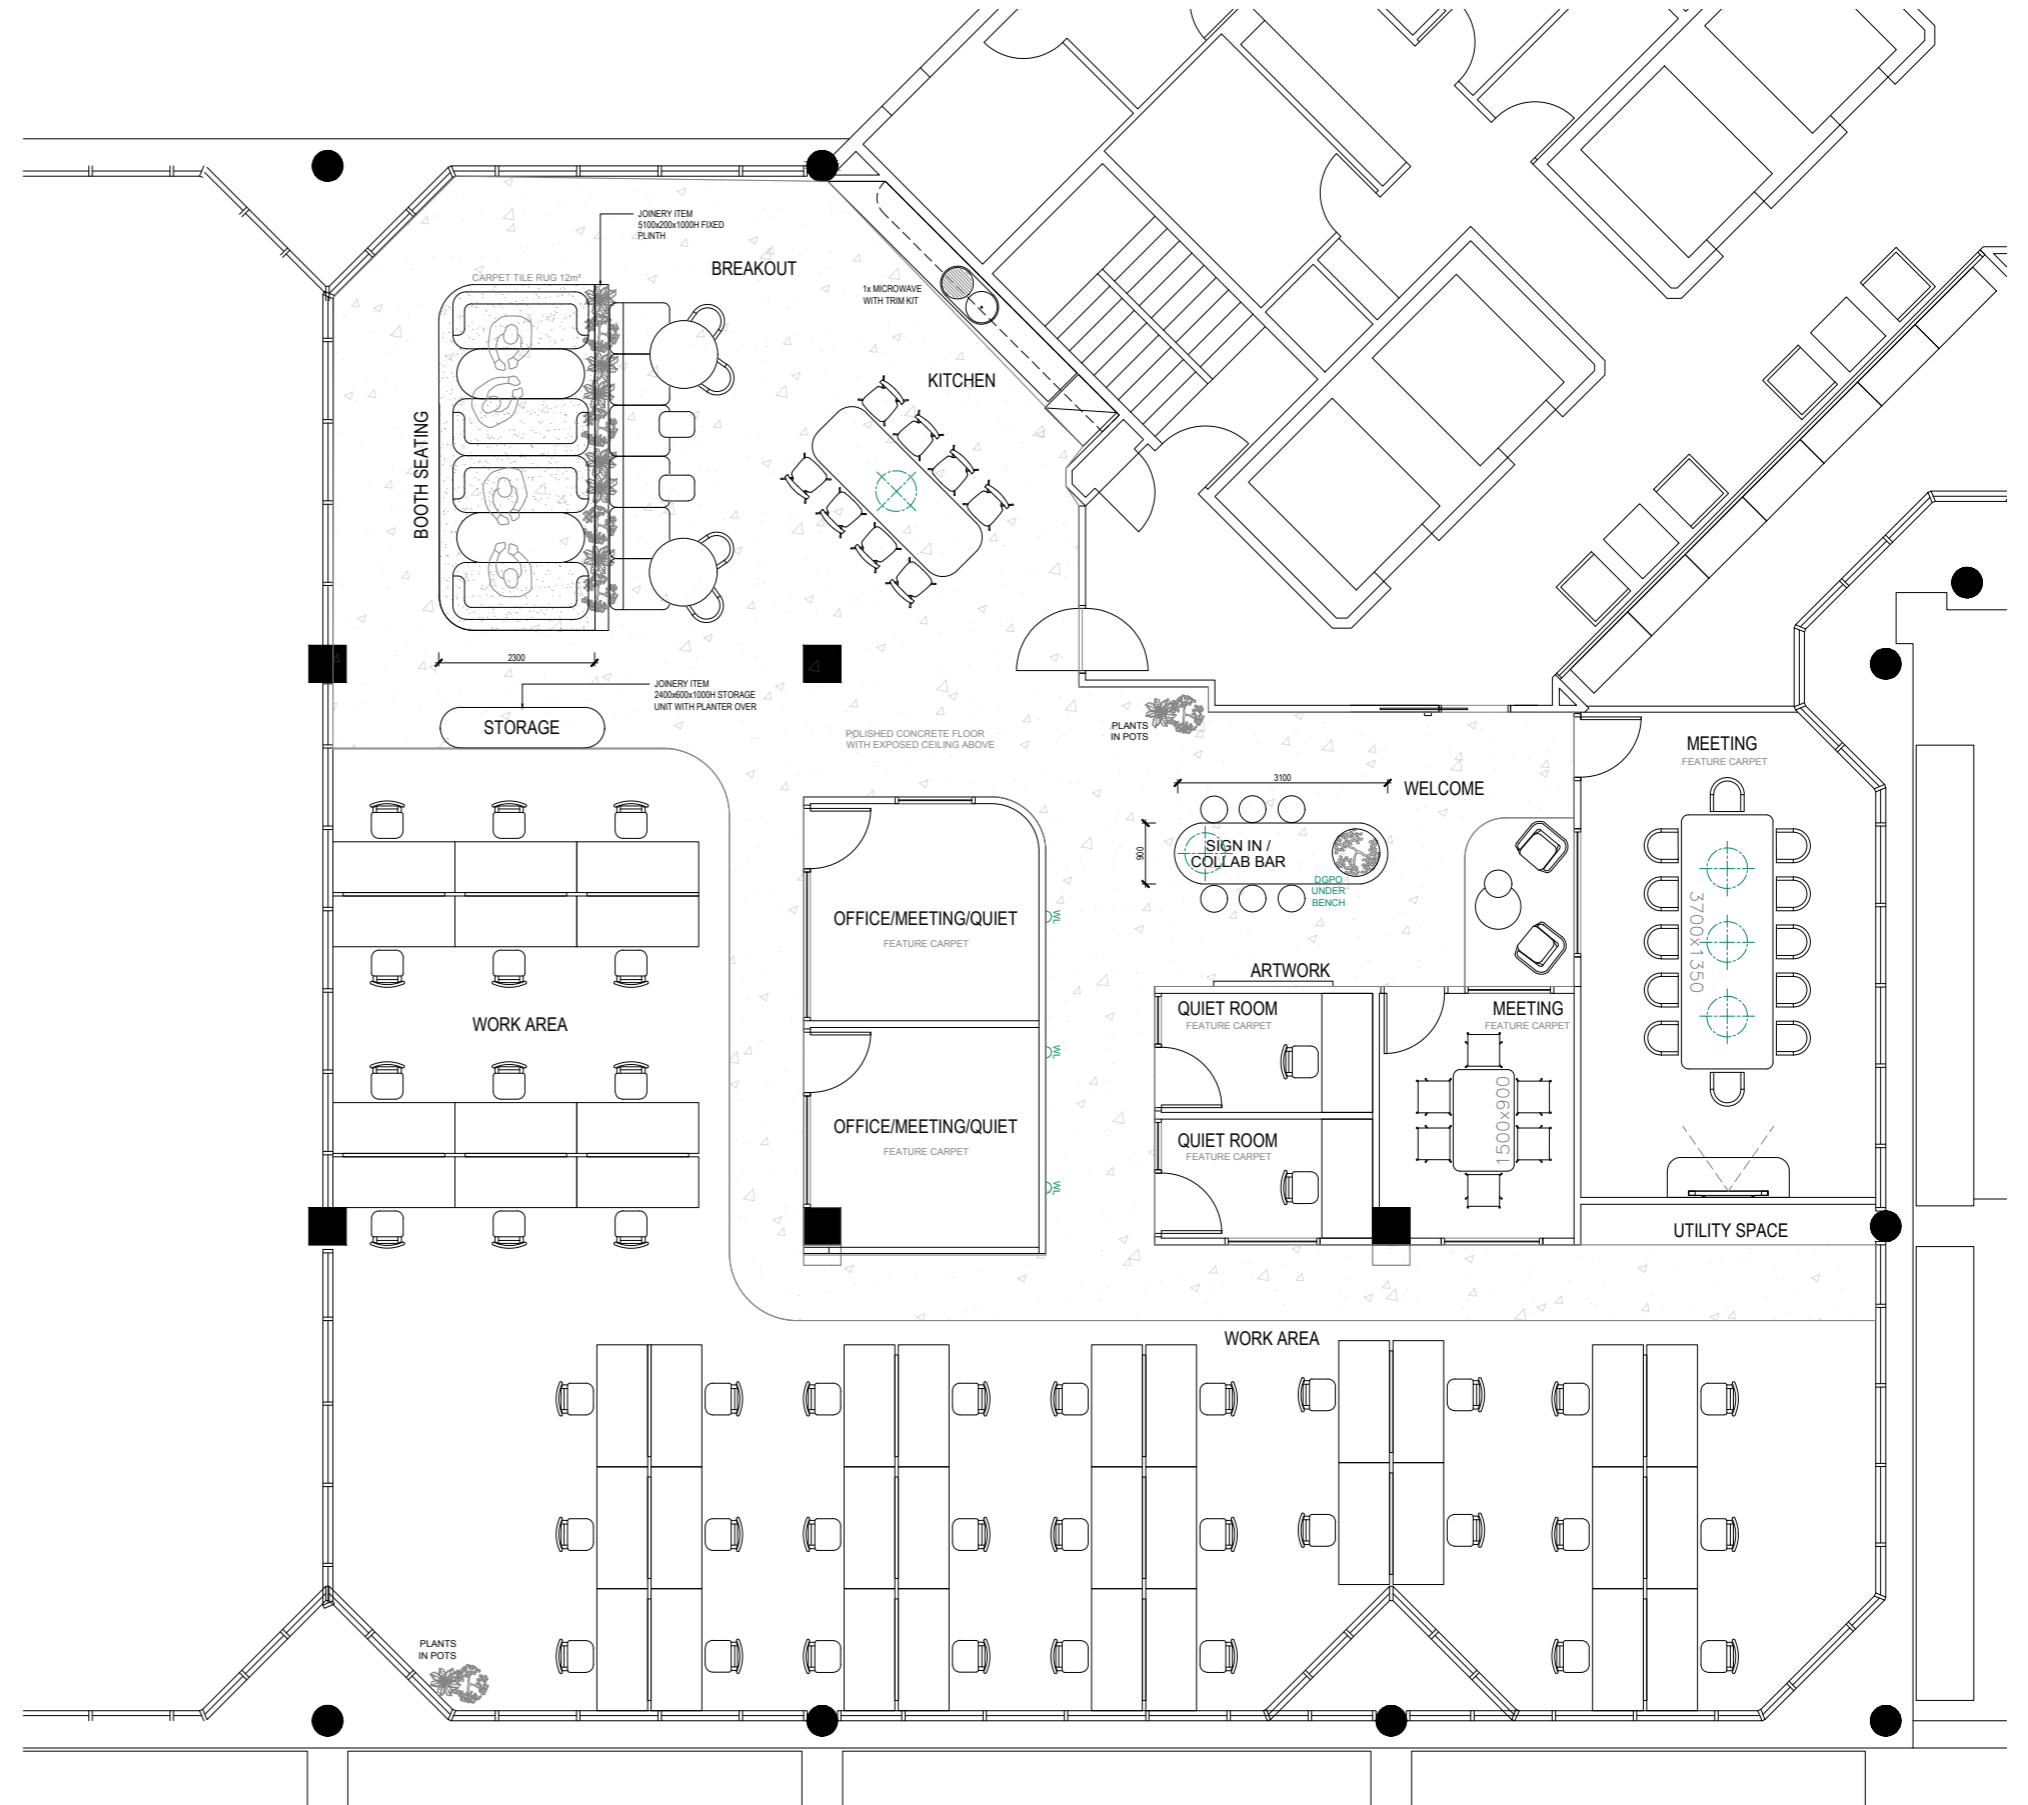 JOINERY ITEM
5100x200x1000H FIXED
PLINTH
BREAKOUT
CARPET TILE RUG 12m²
1x MICROWAVE
WITH TRIM KIT
KITCHEN
BOOTH SEATING
2300
JOINERY ITEM
2400x600x1000H STORAGE
UNIT WITH PLANTER OVER
STORAGE
PLANTS
IN POTS
POLISHED CONCRETE FLOOR
WITH EXPOSED CEILING ABOVE
MEETING
FEATURE CARPET
3100
WELCOME
900
SIGN IN /
COLLAB BAR
DGPO
UNDER
BENCH
3700x1350
OFFICE/MEETING/QUIET
FEATURE CARPET
WL
ARTWORK
QUIET ROOM
FEATURE CARPET
MEETING
FEATURE CARPET
WORK AREA
WL
1500x900
OFFICE/MEETING/QUIET
FEATURE CARPET
QUIET ROOM
FEATURE CARPET
WL
UTILITY SPACE
WORK AREA
PLANTS
IN POTS